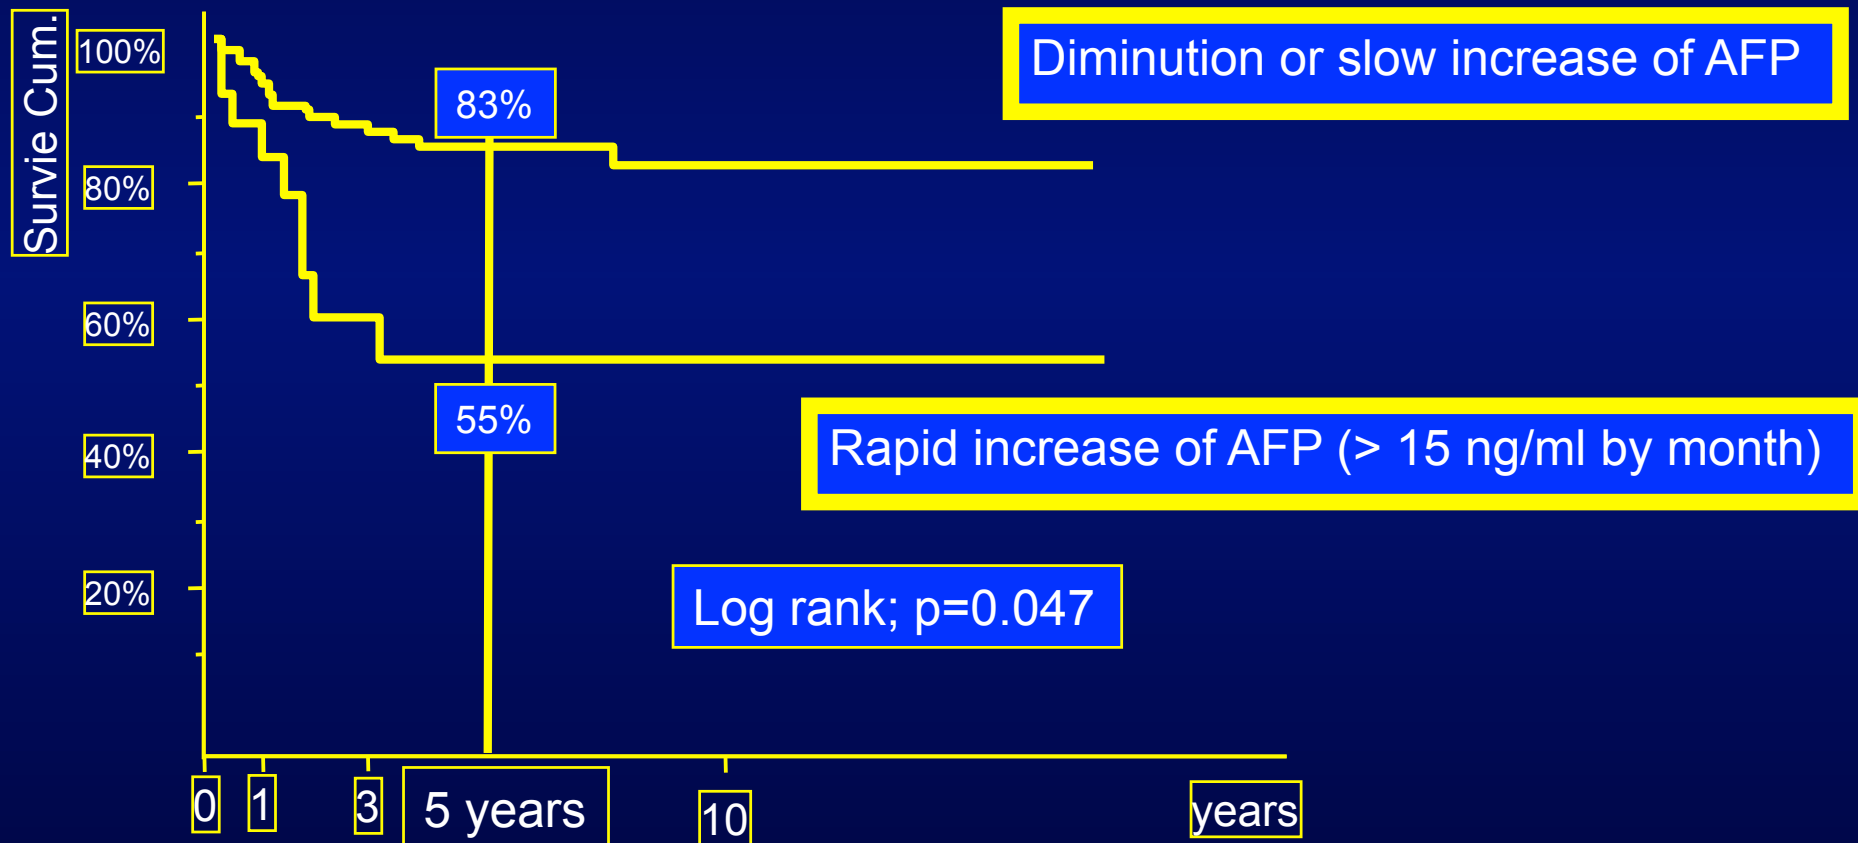 Survie Cum.
100%
80%
60%
40%
20%
83%
55%
Diminution or slow increase of AFP
Rapid increase of AFP (> 15 ng/ml by month)
Log rank; p=0.047
0
1
3
5 years
10
years